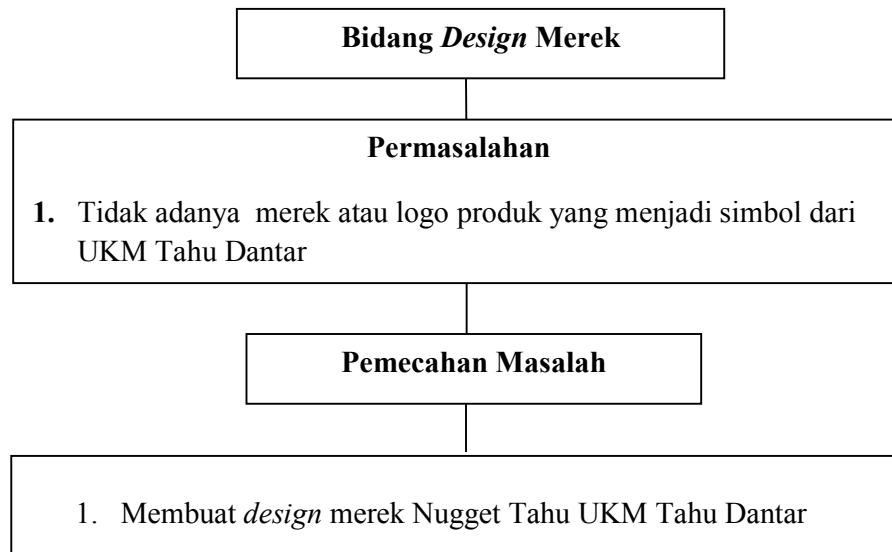 Bidang Design Merek
Permasalahan
1. Tidak adanya merek atau logo produk yang menjadi simbol dari
UKM Tahu Dantar
Pemecahan Masalah
1. Membuat design merek Nugget Tahu UKM Tahu Dantar